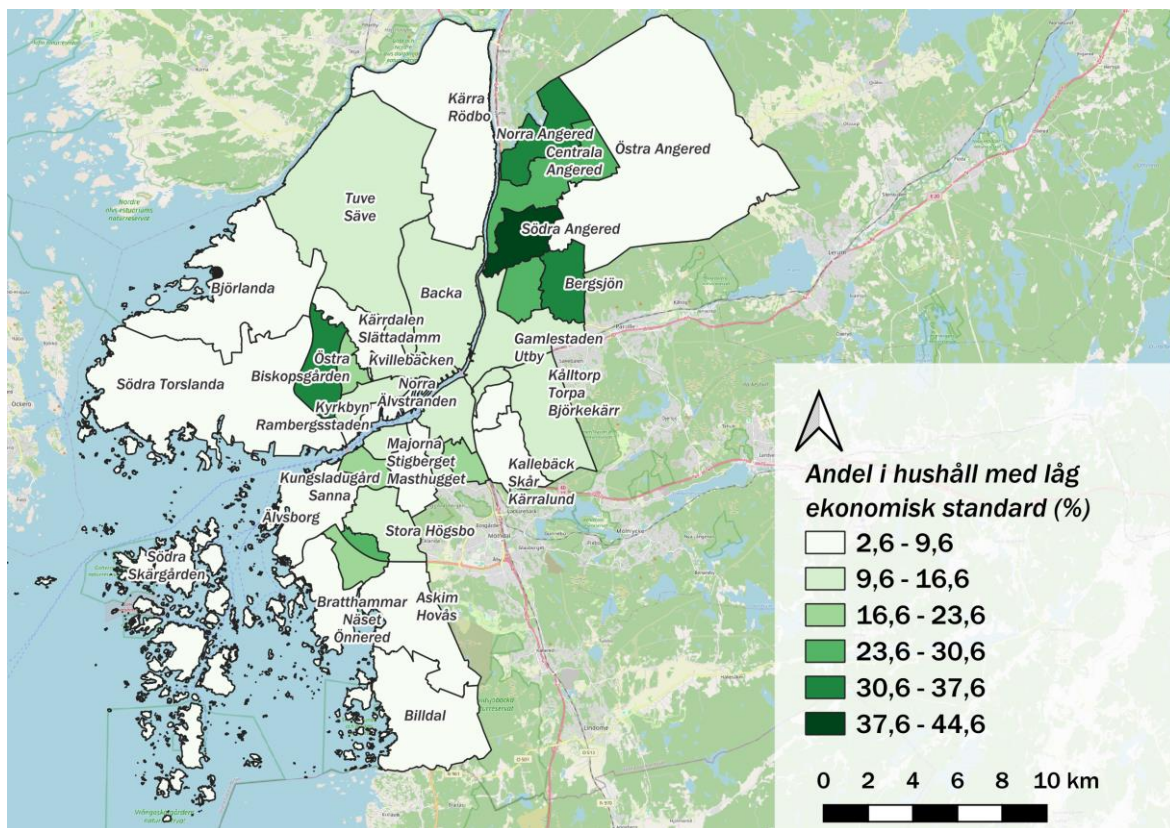 Kärra
Rödbo
Norra Angered
Centrala
Angered
Östra Angered
Tuve
Säve
Södra Angered
Björlanda
Backa
Bergsjön
Kärrdalen
Slättadamm
Gamlestaden
Utby
Östra
Biskopsgården
Kvillebäcken
Södra Torslanda
Norra
Älvstranden
Kålltorp
Torpa
Björkekärr
Kyrkbyn
Rambergsstaden
Majorna
Stigberget
Masthugget
Kungsladugård
Sanna
Kallebäck
Skår
Kärralund
Älvsborg
Stora Högsbo
Södra
Skärgården
Bratthammar
Näset
Önnered
Askim
Hovås
Billdal
Andel i hushåll med låg
ekonomisk standard (%)
2,6 - 9,6
9,6 - 16,6
16,6 - 23,6
23,6 - 30,6
30,6 - 37,6
37,6 - 44,6
0 2 4 6 8 10 km